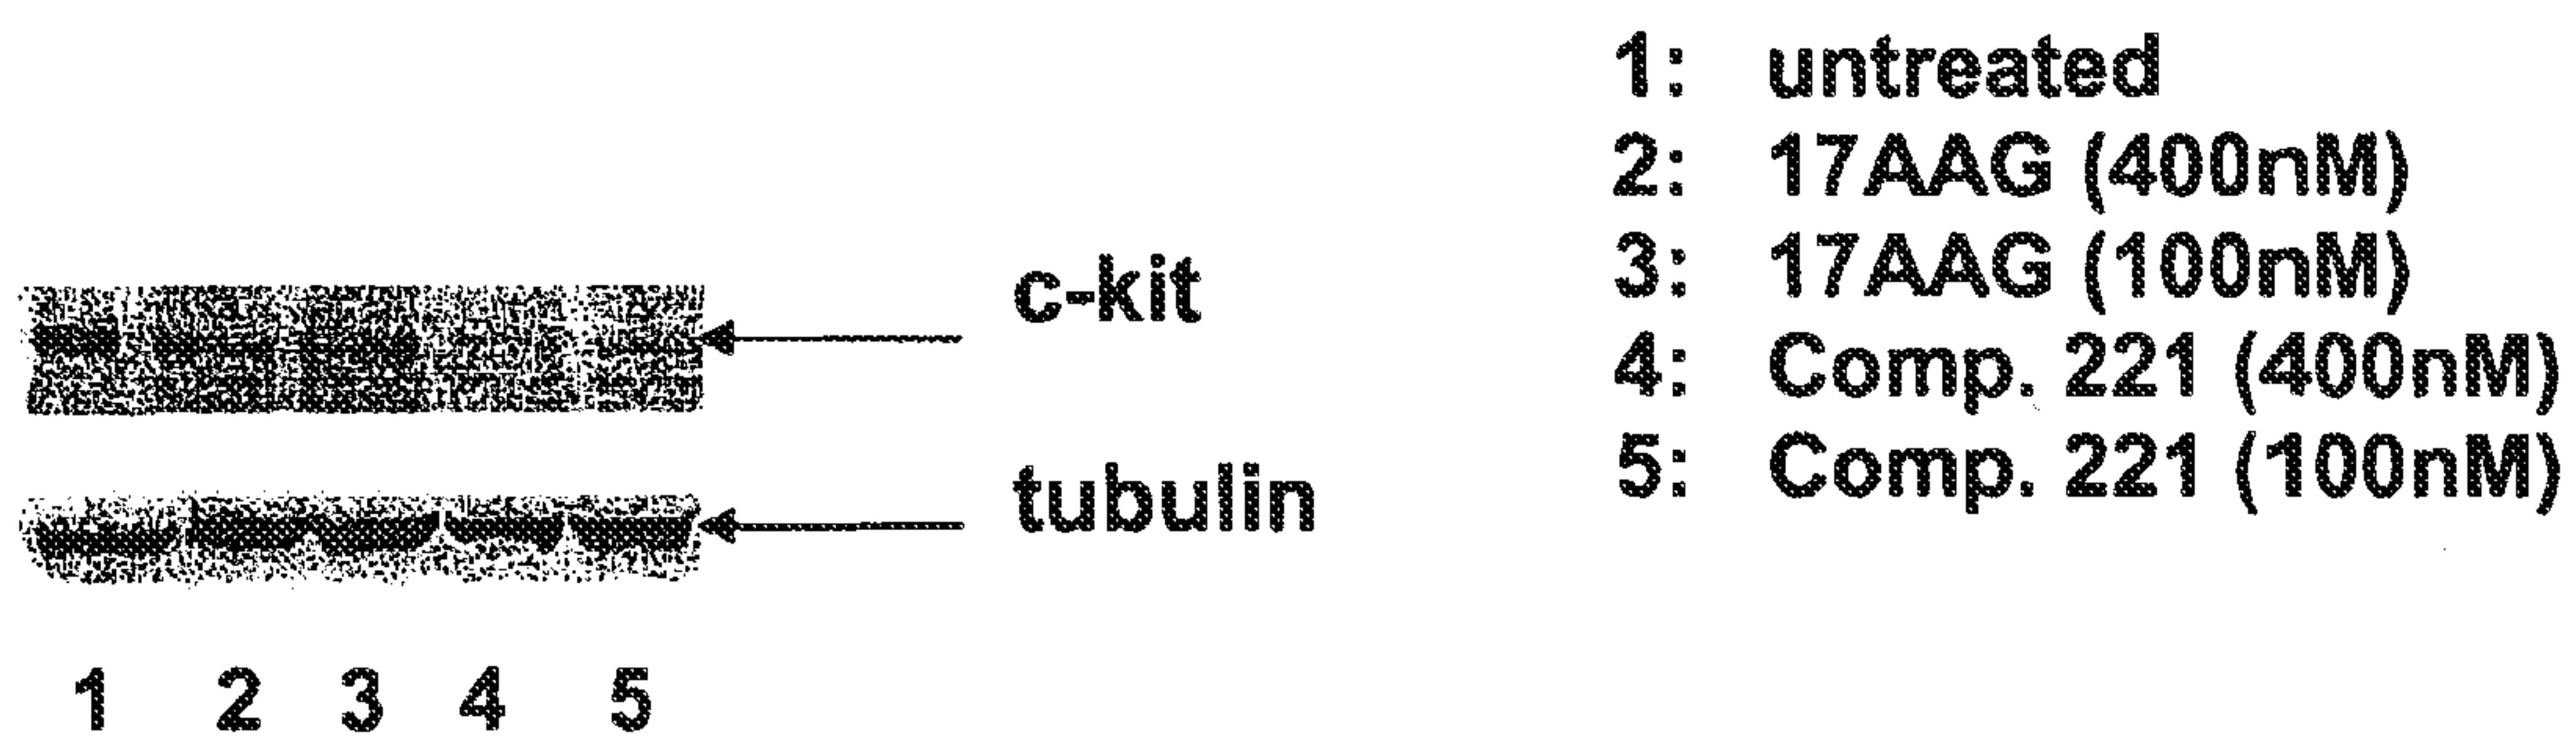 1: untreated
2: 17AAG (400nM)
3: 17AAG (100nM)
4: Comp. 221 (400nM)
5: Comp. 221 (100nM)
c-kit
tubulin
1 2 3 4 5